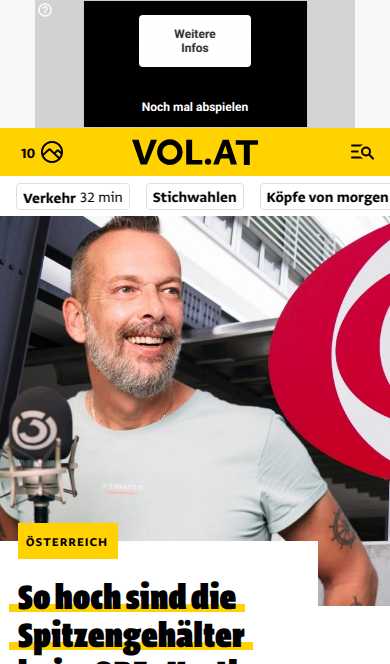 Weitere
Infos
Noch mal abspielen
10
VOL.AT
Verkehr 32 min
Stichwahlen
Köpfe von morgen
3
ÖSTERREICH
So hoch sind die
Spitzengehälter